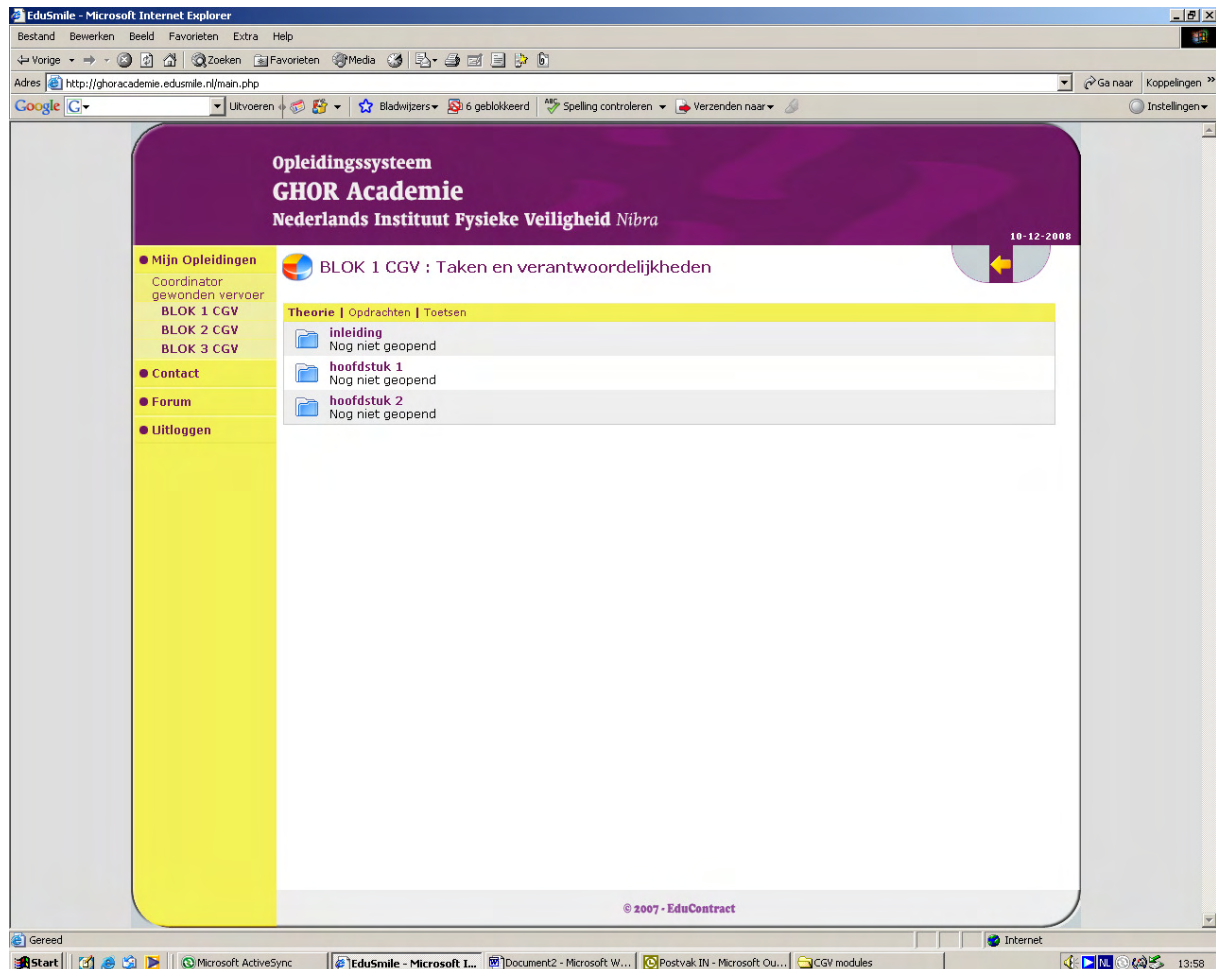 EduSmile - Microsoft Internet Explorer
Bestand Bewerken Beeld Favorieten Extra Help
Vorige Zoeken Favorieten Media
Adres http://ghoracademie.edusmile.nl/main.php Ga naar Koppelingen »
Google G Uitvoeren Bladwijzers 6 geblokkeerd ABC Spelling controleren Verzenden naar Instellingen
Opleidingssysteem
GHOR Academie
Nederlands Instituut Fysieke Veiligheid Nibra
10-12-2008
Mijn Opleidingen
Coordinator
gewonden vervoer
BLOK 1 CGV
BLOK 2 CGV
BLOK 3 CGV
Contact
Forum
Uitloggen
BLOK 1 CGV : Taken en verantwoordelijkheden
Theorie | Opdrachten | Toetsen
inleiding
Nog niet geopend
hoofdstuk 1
Nog niet geopend
hoofdstuk 2
Nog niet geopend
© 2007 - EduContract
Gereed Internet
Start Microsoft ActiveSync EduSmile - Microsoft I... Document2 - Microsoft W... Postvak IN - Microsoft Ou... CGV modules NL 13:58